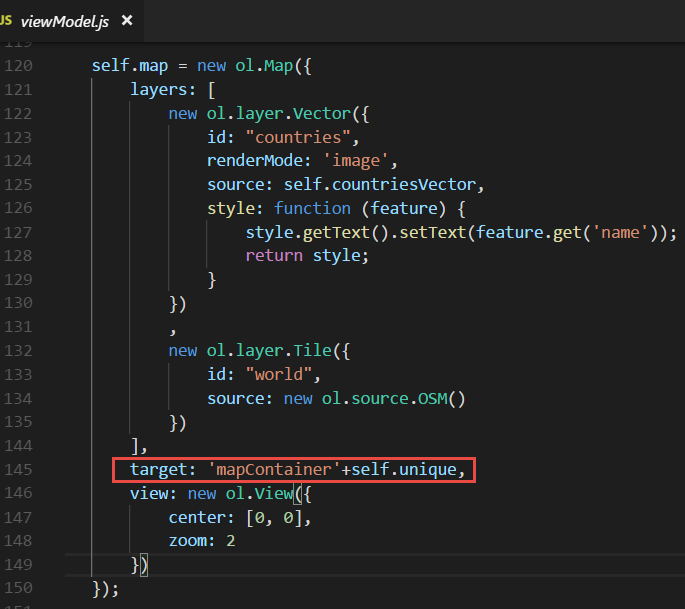 JS viewModel.js ×
119
120 self.map = new ol.Map({
121 layers: [
122 new ol.layer.Vector({
123 id: "countries",
124 renderMode: 'image',
125 source: self.countriesVector,
126 style: function (feature) {
127 style.getText().setText(feature.get('name'));
128 return style;
129 }
130 })
131 ,
132 new ol.layer.Tile({
133 id: "world",
134 source: new ol.source.OSM()
135 })
144 ],
145 target: 'mapContainer'+self.unique,
146 view: new ol.View({
147 center: [0, 0],
148 zoom: 2
149 })
150 });
151